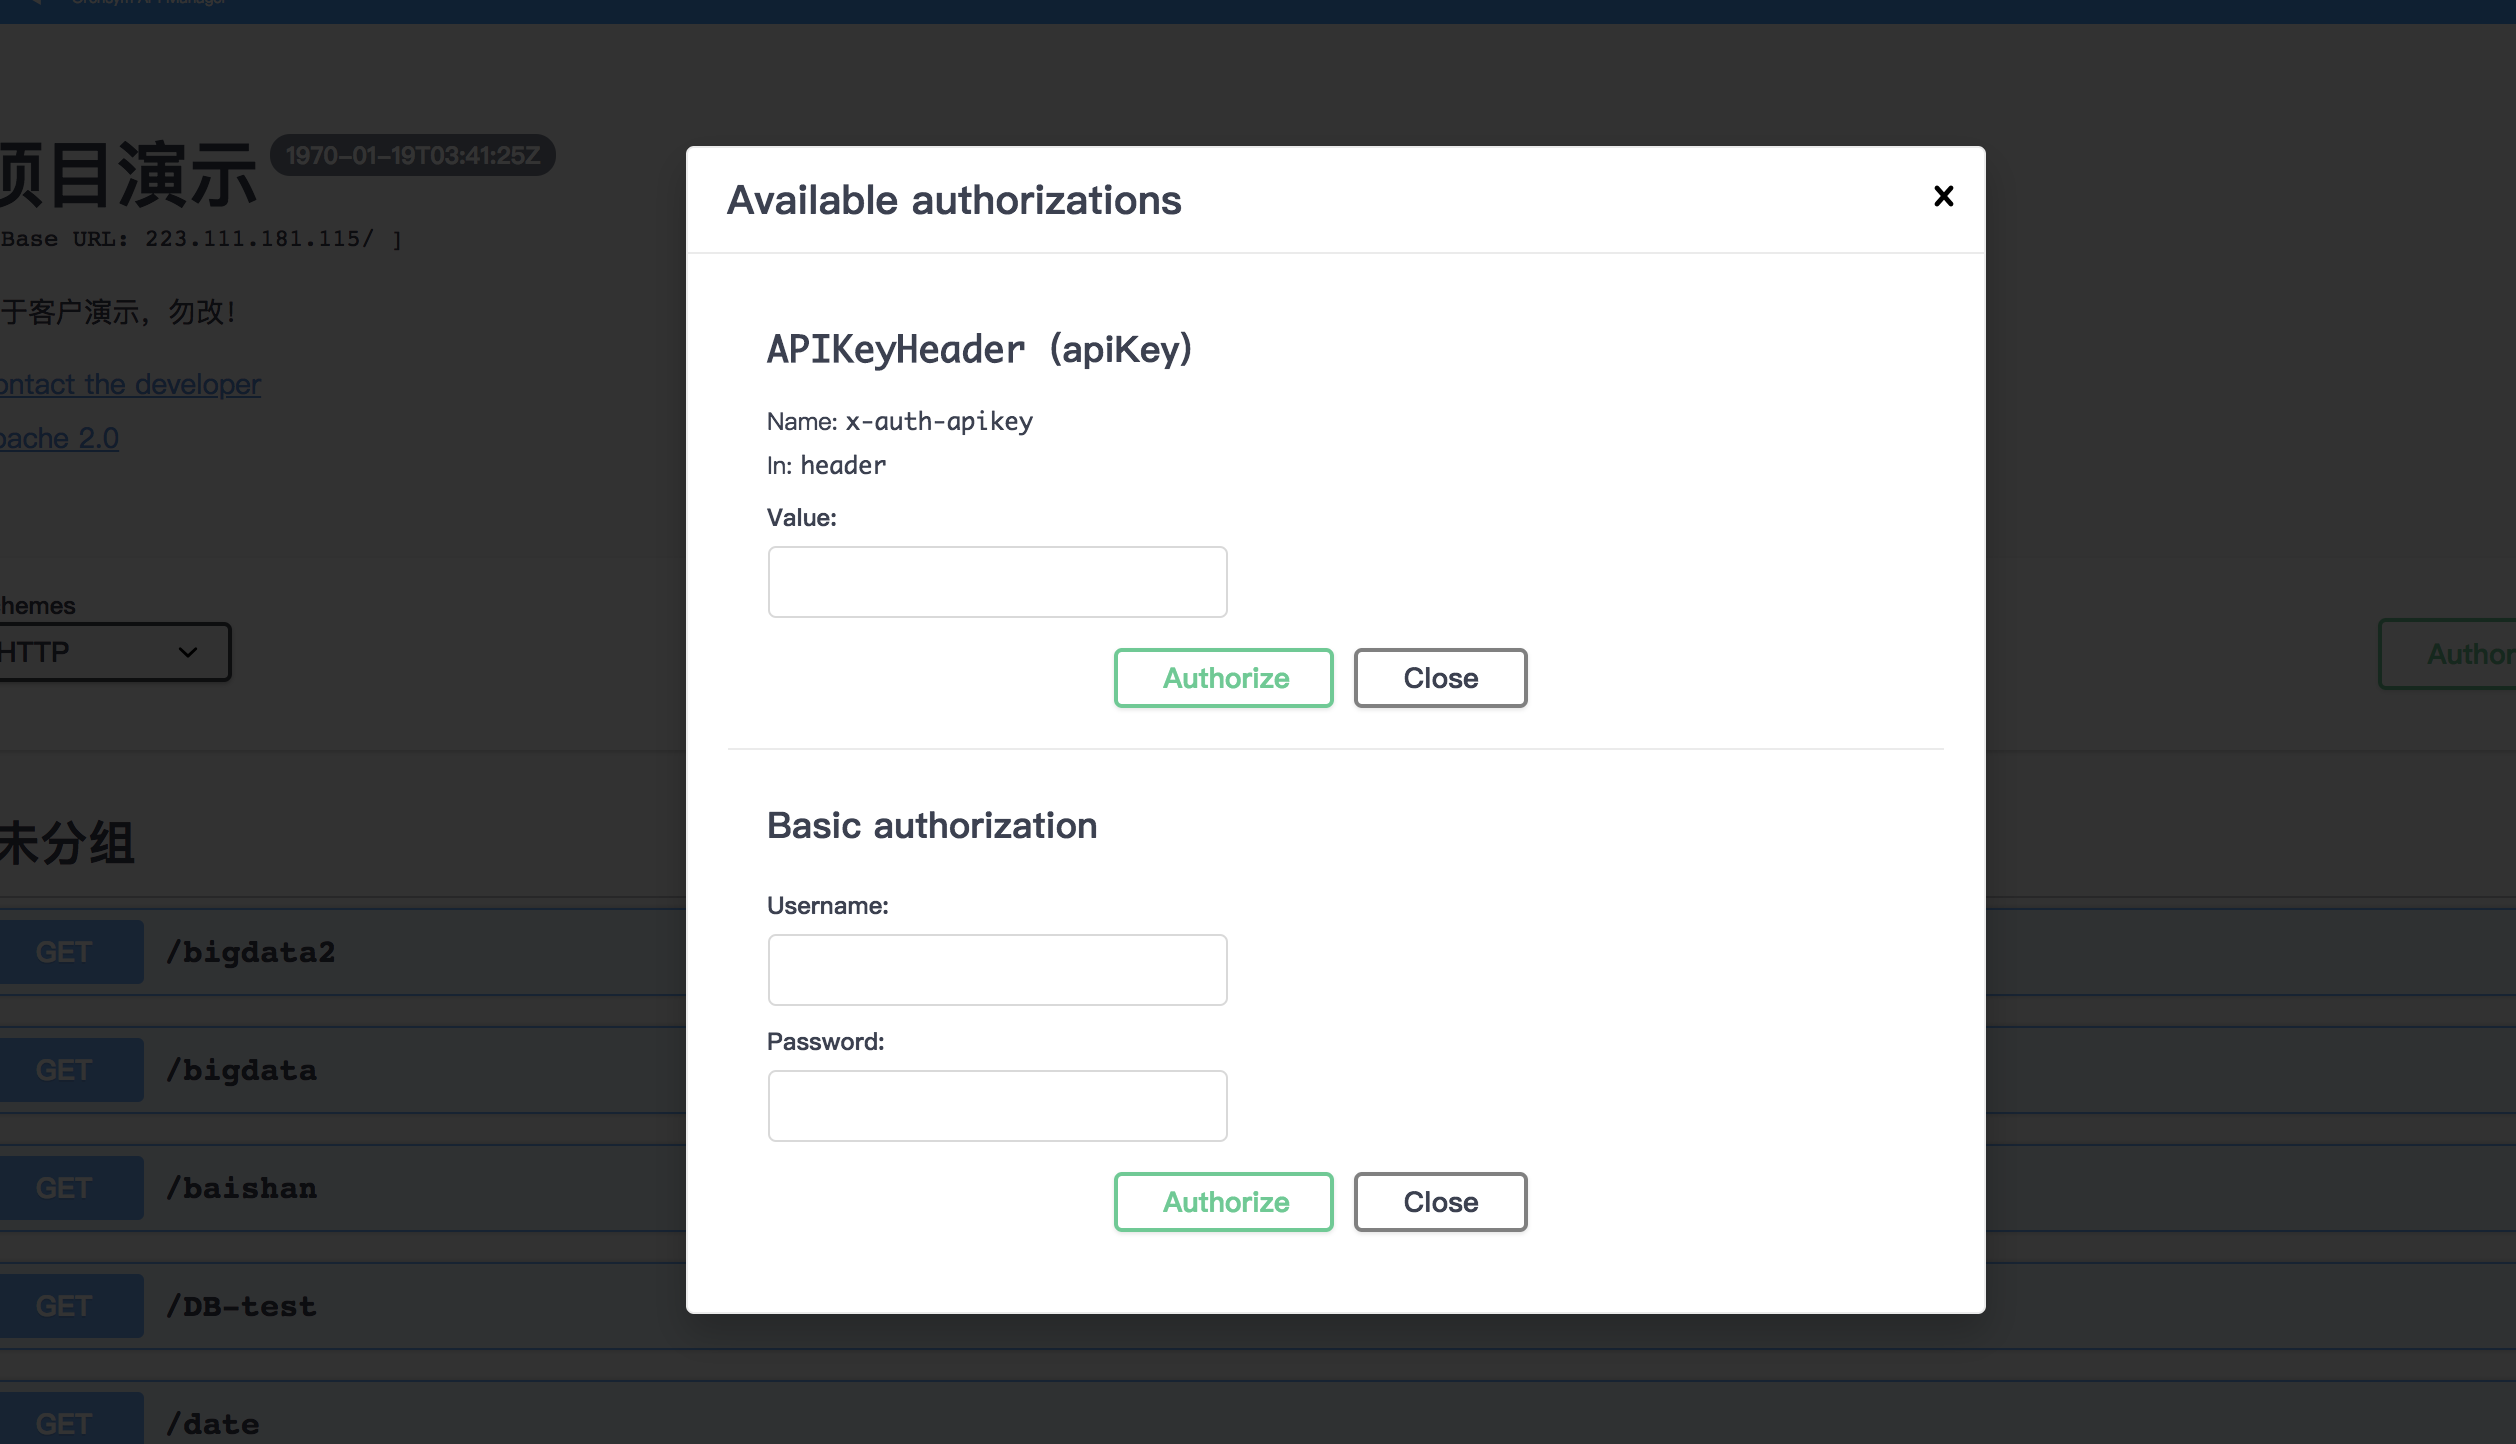 项目演示 1970-01-19T03:41:25Z
Base URL: 223.111.181.115/ ]
于客户演示，勿改！
ontact the developer
pache 2.0
hemes
HTTP
Author
未分组
GET /bigdata2
GET /bigdata
GET /baishan
GET /DB-test
GET /date
Available authorizations
APIKeyHeader (apiKey)
Name: x-auth-apikey
In: header
Value:
Authorize Close
Basic authorization
Username:
Password:
Authorize Close